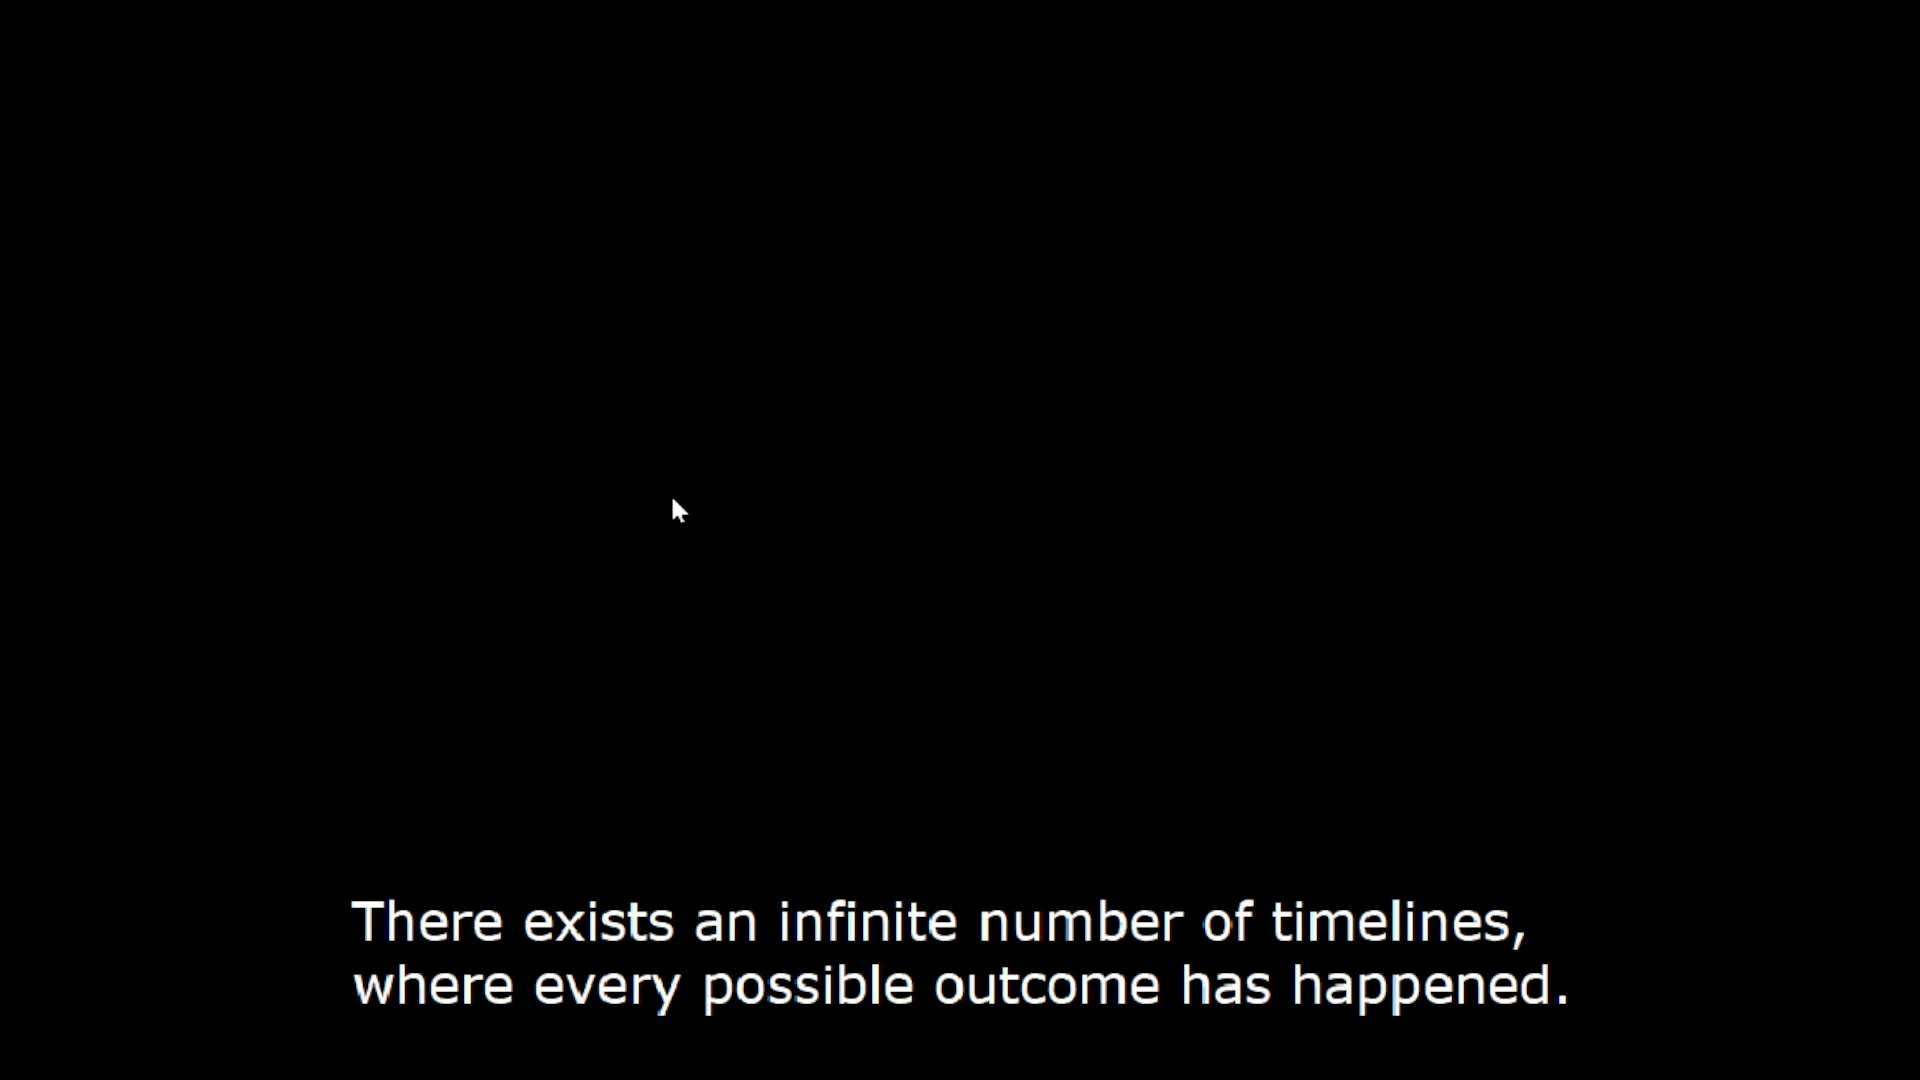 There exists an infinite number of timelines,
where every possible outcome has happened.